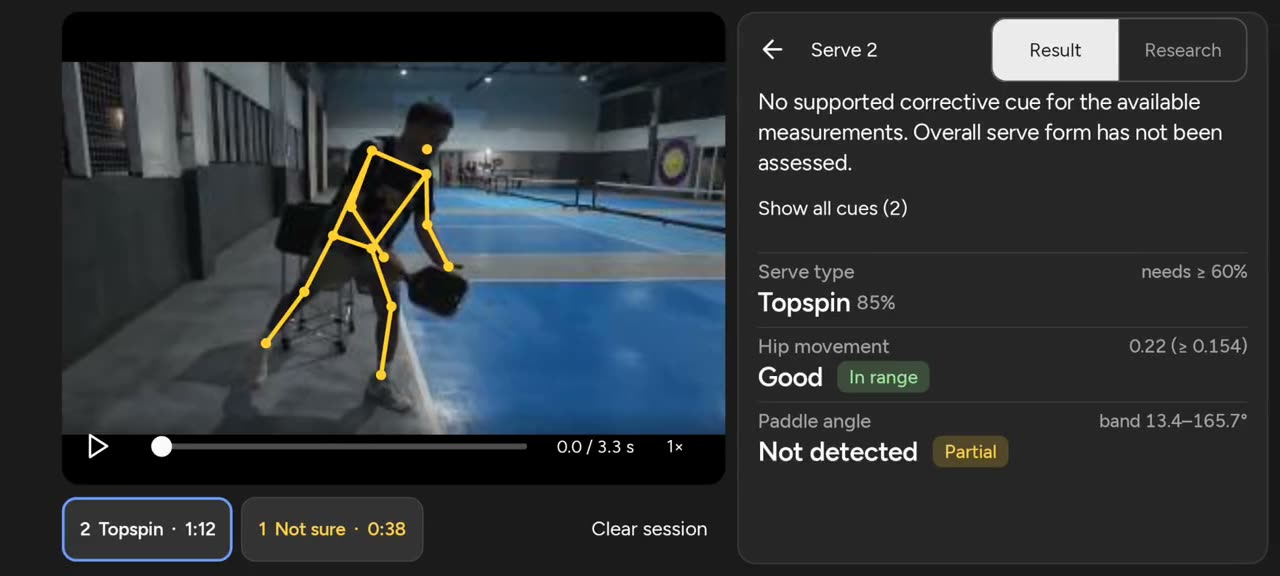 Serve 2
Result
Research
No supported corrective cue for the available
measurements. Overall serve form has not been
assessed.
Show all cues (2)
Serve type
needs ≥ 60%
Topspin 85%
Hip movement
0.22 (≥ 0.154)
Good
In range
Paddle angle
band 13.4–165.7°
Not detected
Partial
0.0 / 3.3 s
1×
2 Topspin · 1:12
1 Not sure · 0:38
Clear session